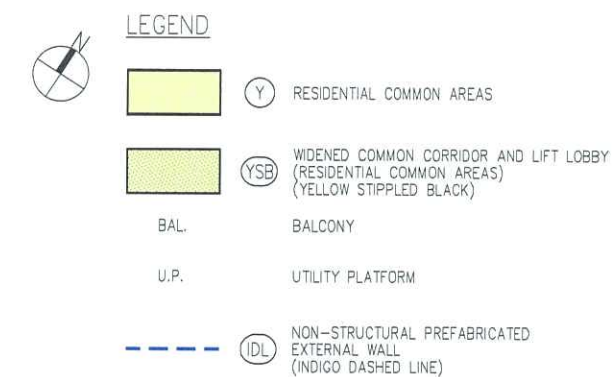 N
LEGEND
Y RESIDENTIAL COMMON AREAS
YSB WIDENED COMMON CORRIDOR AND LIFT LOBBY
(RESIDENTIAL COMMON AREAS)
(YELLOW STIPPLED BLACK)
BAL. BALCONY
U.P. UTILITY PLATFORM
IDL NON-STRUCTURAL PREFABRICATED
EXTERNAL WALL
(INDIGO DASHED LINE)